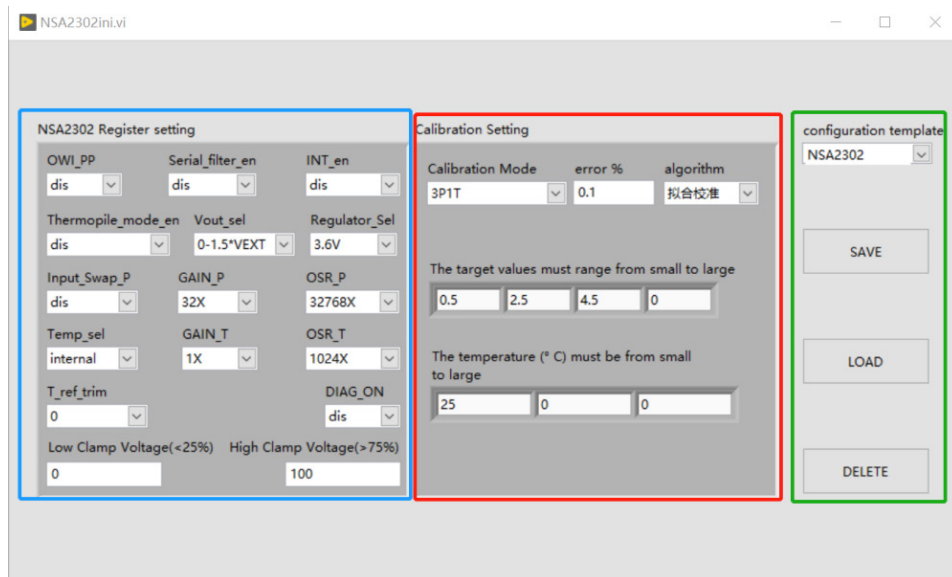 NSA2302ini.vi
NSA2302 Register setting
OWI_PP Serial_filter_en INT_en
dis dis dis
Thermopile_mode_en Vout_sel Regulator_Sel
dis 0-1.5*VEXT 3.6V
Input_Swap_P GAIN_P OSR_P
dis 32X 32768X
Temp_sel GAIN_T OSR_T
internal 1X 1024X
T_ref_trim DIAG_ON
0 dis
Low Clamp Voltage(<25%) High Clamp Voltage(>75%)
0 100
Calibration Setting
Calibration Mode error % algorithm
3P1T 0.1 拟合校准
The target values must range from small to large
0.5 2.5 4.5 0
The temperature (° C) must be from small
to large
25 0 0
configuration template
NSA2302
SAVE
LOAD
DELETE